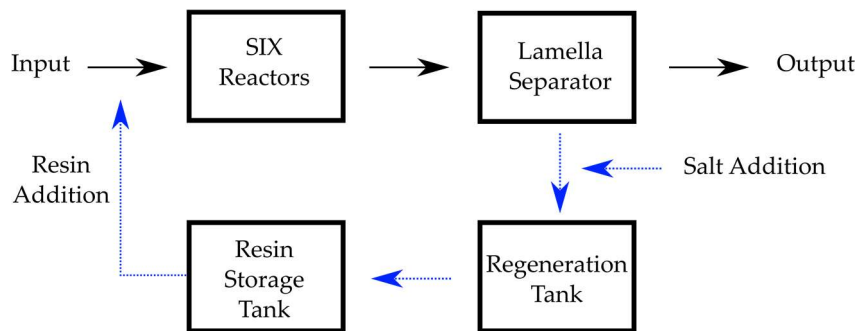 Input
SIX
Reactors
Lamella
Separator
Output
Resin
Addition
Salt Addition
Resin
Storage
Tank
Regeneration
Tank